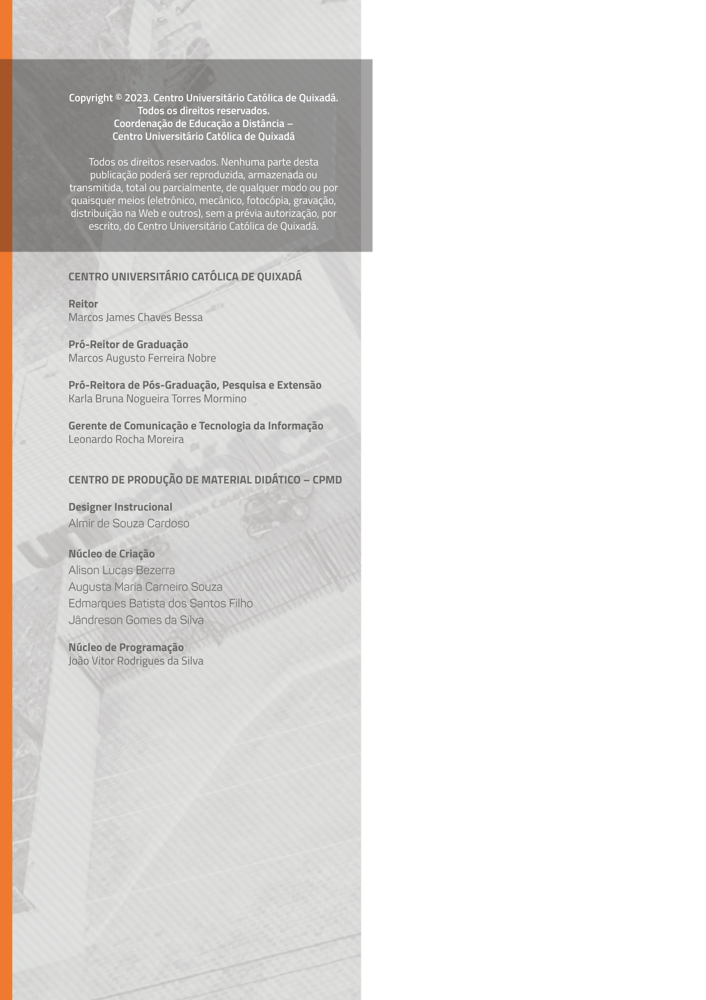 Copyright © 2023. Centro Universitário Católica de Quixadá.
Todos os direitos reservados.
Coordenação de Educação a Distância –
Centro Universitário Católica de Quixadá
Todos os direitos reservados. Nenhuma parte desta
publicação poderá ser reproduzida, armazenada ou
transmitida, total ou parcialmente, de qualquer modo ou por
quaisquer meios (eletrônico, mecânico, fotocópia, gravação,
distribuição na Web e outros), sem a prévia autorização, por
escrito, do Centro Universitário Católica de Quixadá.
CENTRO UNIVERSITÁRIO CATÓLICA DE QUIXADÁ
Reitor
Marcos James Chaves Bessa
Pró-Reitor de Graduação
Marcos Augusto Ferreira Nobre
Pró-Reitora de Pós-Graduação, Pesquisa e Extensão
Karla Bruna Nogueira Torres Mormino
Gerente de Comunicação e Tecnologia da Informação
Leonardo Rocha Moreira
CENTRO DE PRODUÇÃO DE MATERIAL DIDÁTICO – CPMD
Designer Instrucional
Almir de Souza Cardoso
Núcleo de Criação
Alison Lucas Bezerra
Augusta Maria Carneiro Souza
Edmarques Batista dos Santos Filho
Jândreson Gomes da Silva
Núcleo de Programação
João Vitor Rodrigues da Silva